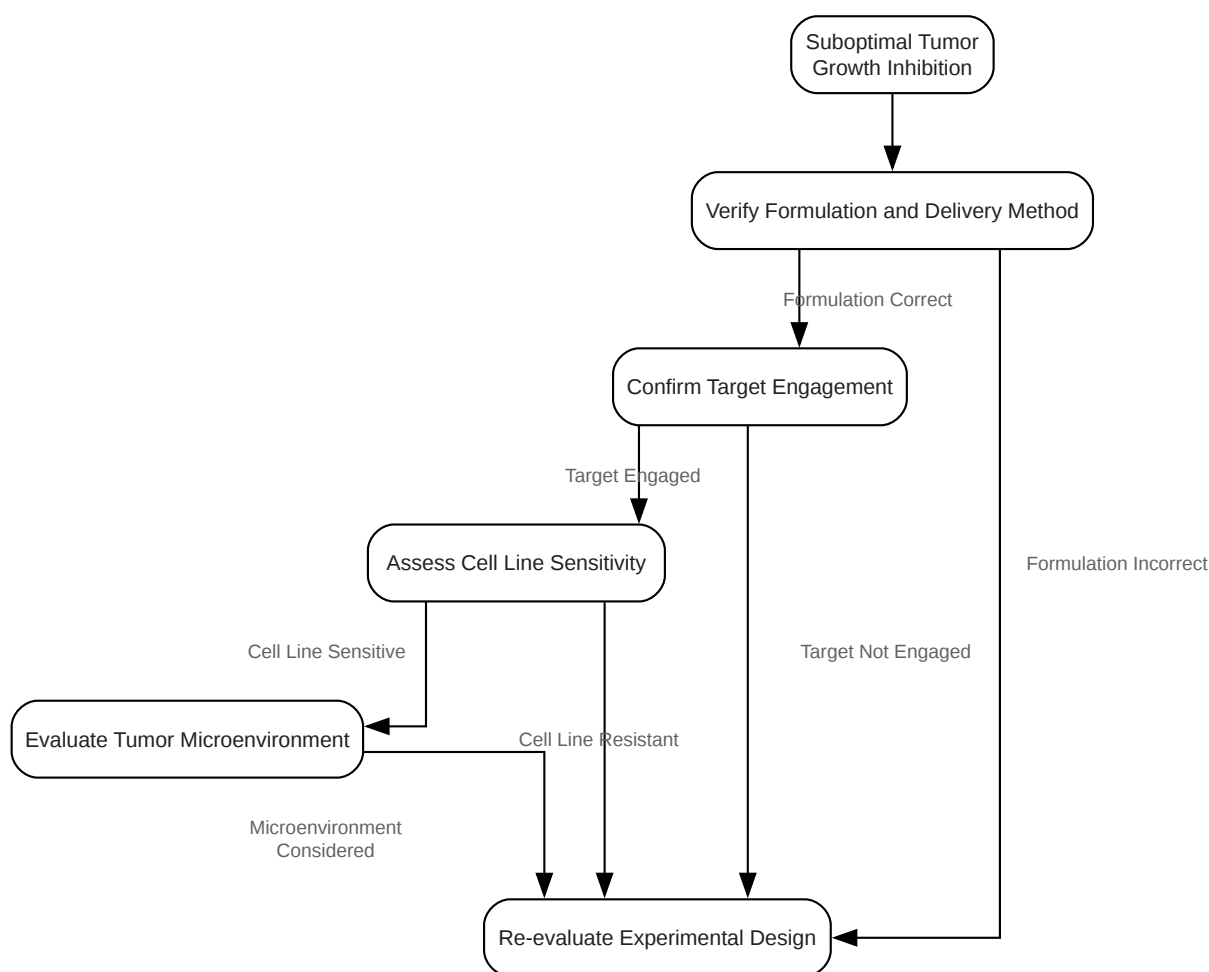 Suboptimal Tumor
Growth Inhibition
Verify Formulation and Delivery Method
Formulation Correct
Confirm Target Engagement
Target Engaged
Assess Cell Line Sensitivity
Formulation Incorrect
Cell Line Sensitive
Target Not Engaged
Evaluate Tumor Microenvironment
Cell Line Resistant
Microenvironment
Considered
Re-evaluate Experimental Design